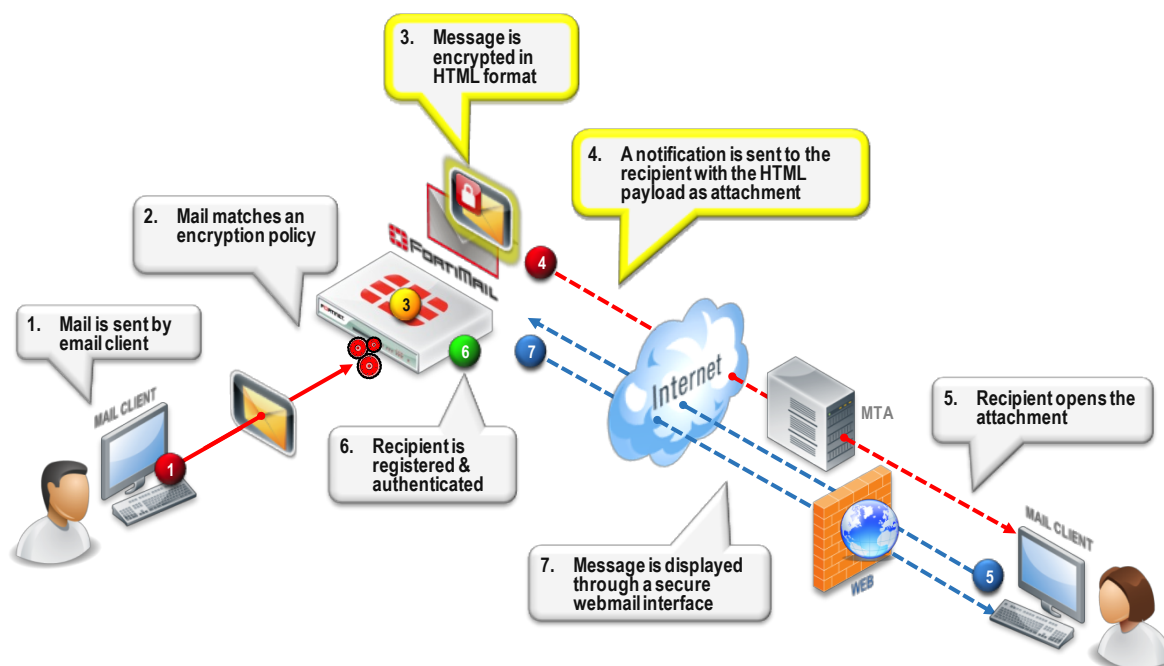 3. Message is
encrypted in
HTML format
4. A notification is sent to the
recipient with the HTML
payload as attachment
2. Mail matches an
encryption policy
FORTIMAIL
4
3
1. Mail is sent by
email client
6
7
Internet
MTA
5. Recipient opens the
attachment
MAIL CLIENT
1
6. Recipient is
registered &
authenticated
MAIL CLIENT
7. Message is displayed
through a secure
webmail interface
WEB
5
FORTINET